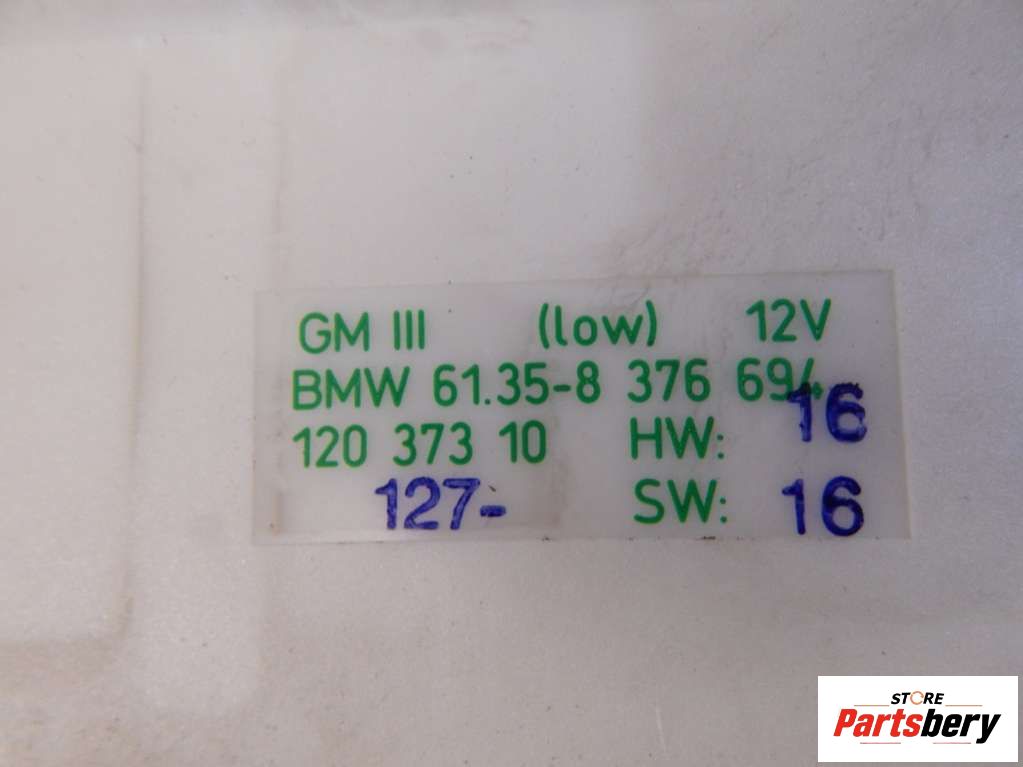 GM III (low) 12V
BMW 61.35-8 376 694
120 373 10 HW: 16
127- SW: 16
STORE
Partsbery